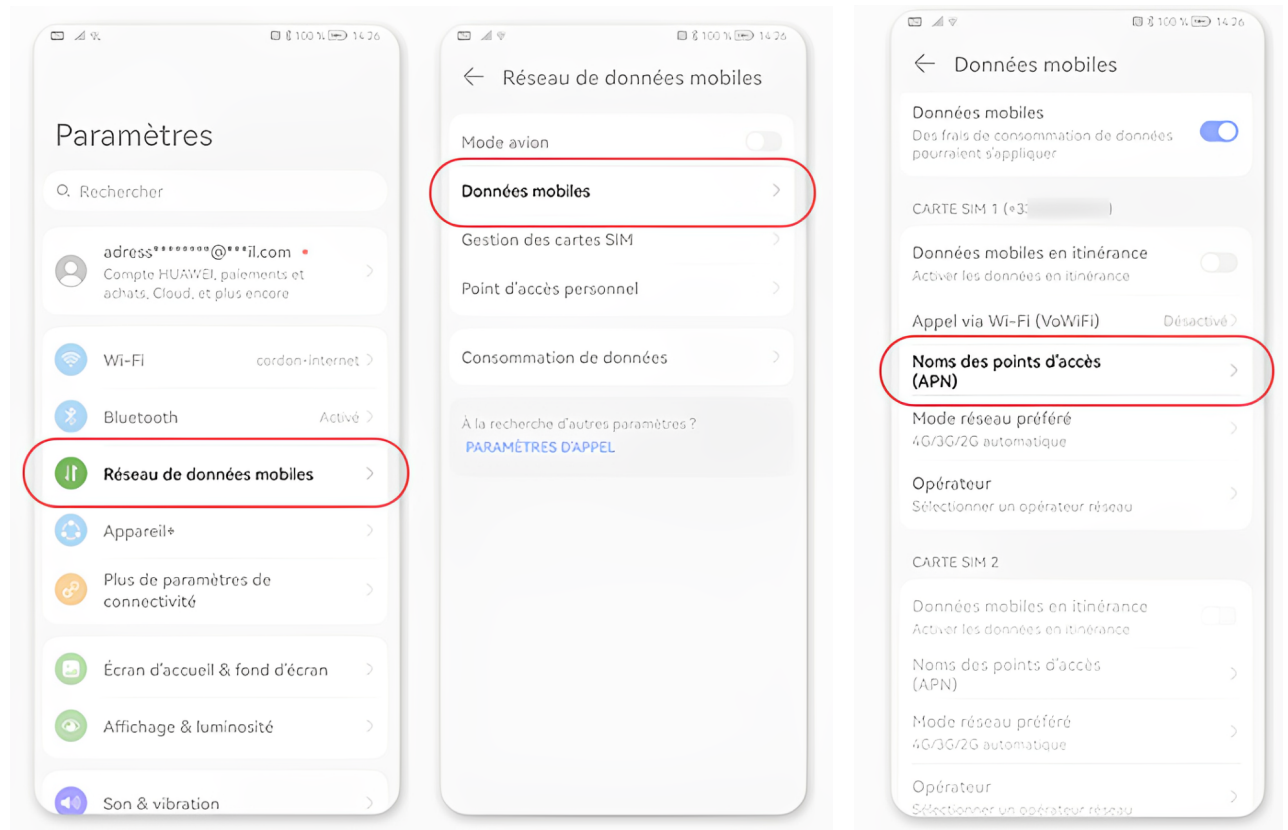 100 % 14:26
Paramètres
Rechercher
adress********@***il.com
Compte HUAWEI, paiements et
achats, Cloud, et plus encore
Wi-Fi
cordon-internet
Bluetooth
Activé
Réseau de données mobiles
Appareil+
Plus de paramètres de
connectivité
Écran d'accueil & fond d'écran
Affichage & luminosité
Son & vibration
100 % 14:26
Réseau de données mobiles
Mode avion
Données mobiles
Gestion des cartes SIM
Point d'accès personnel
Consommation de données
À la recherche d'autres paramètres ?
PARAMÈTRES D'APPEL
100 % 14:26
Données mobiles
Données mobiles
Des frais de consommation de données
pourraient s'appliquer
CARTE SIM 1 (+33 )
Données mobiles en itinérance
Activer les données en itinérance
Appel via Wi-Fi (VoWiFi)
Désactivé
Noms des points d'accès
(APN)
Mode réseau préféré
4G/3G/2G automatique
Opérateur
Sélectionner un opérateur réseau
CARTE SIM 2
Données mobiles en itinérance
Activer les données en itinérance
Noms des points d'accès
(APN)
Mode réseau préféré
4G/3G/2G automatique
Opérateur
Sélectionner un opérateur réseau